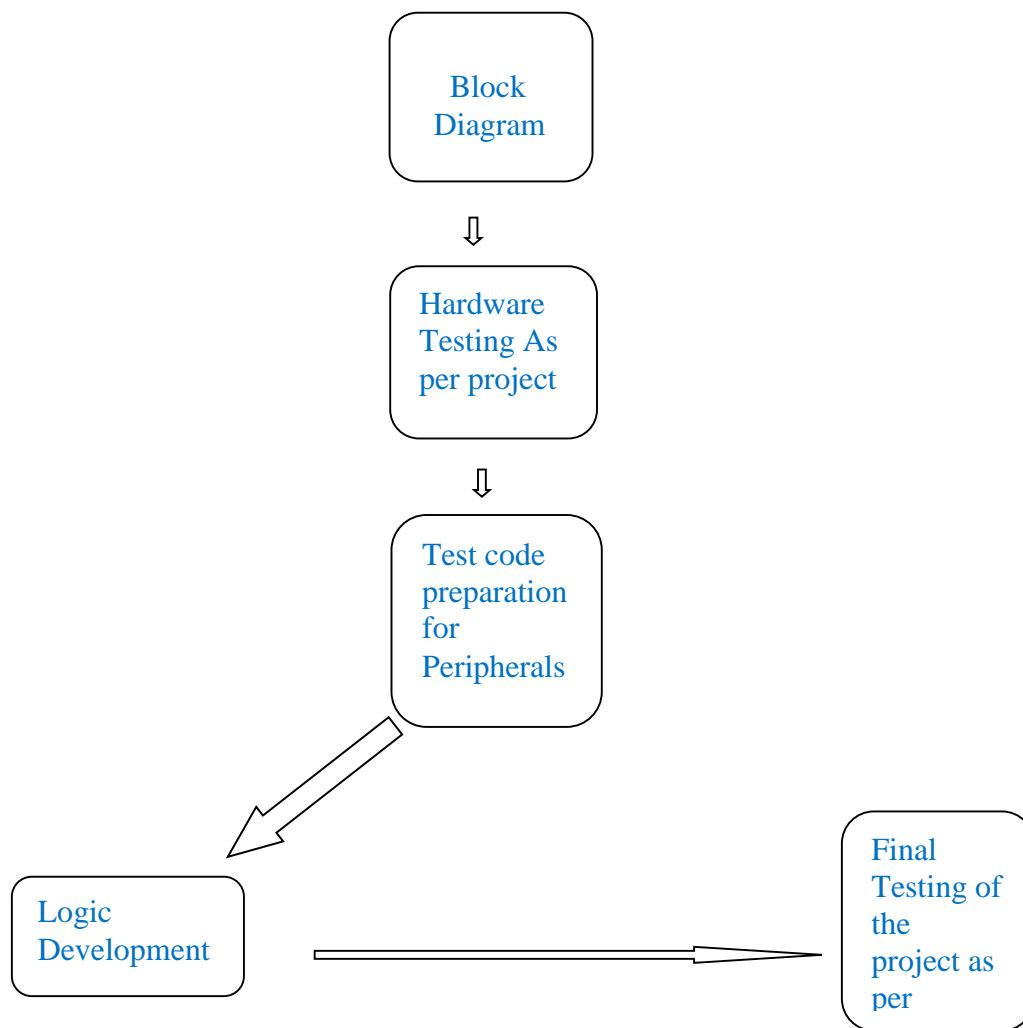 Block
Diagram
Hardware
Testing As
per project
Test code
preparation
for
Peripherals
Logic
Development
Final
Testing of
the
project as
per